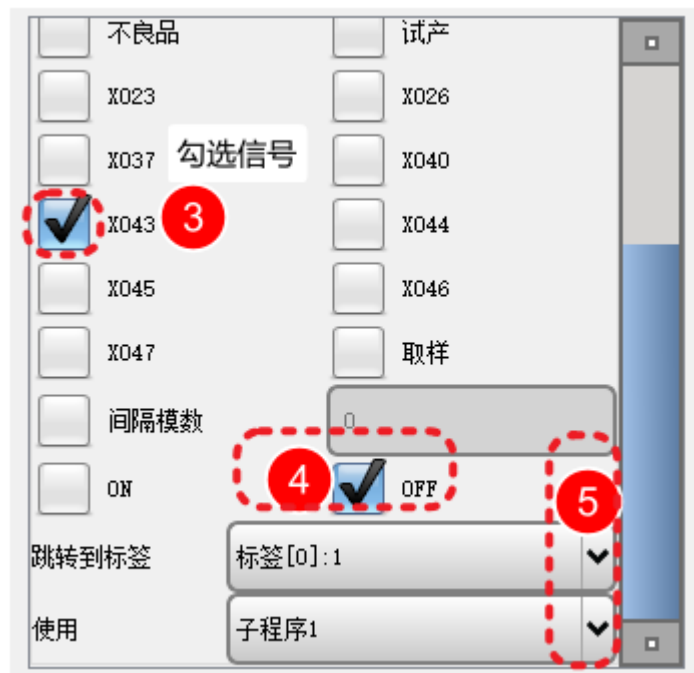 不良品 试产
X023 X026
X037 勾选信号 X040
X043 3 X044
X045 X046
X047 取样
间隔模数 0
ON 4 OFF 5
跳转到标签 标签[0]:1
使用 子程序1